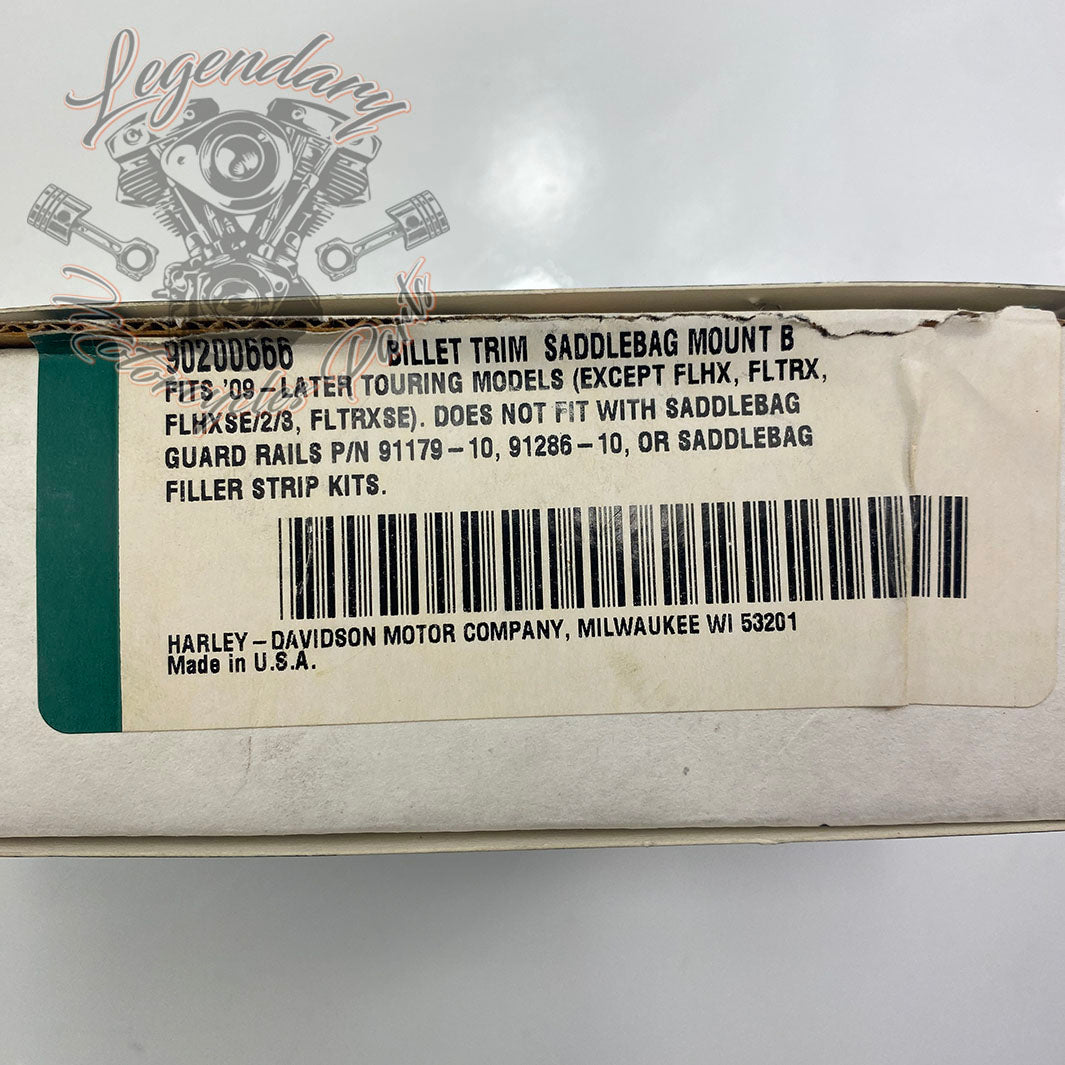 Legendary
Motorcycles Parts
90200666 BILLET TRIM SADDLEBAG MOUNT B
FITS '09-LATER TOURING MODELS (EXCEPT FLHX, FLTRX,
FLHXSE/2/3, FLTRXSE). DOES NOT FIT WITH SADDLEBAG
GUARD RAILS P/N 91179-10, 91286-10, OR SADDLEBAG
FILLER STRIP KITS.
HARLEY-DAVIDSON MOTOR COMPANY, MILWAUKEE WI 53201
Made in U.S.A.